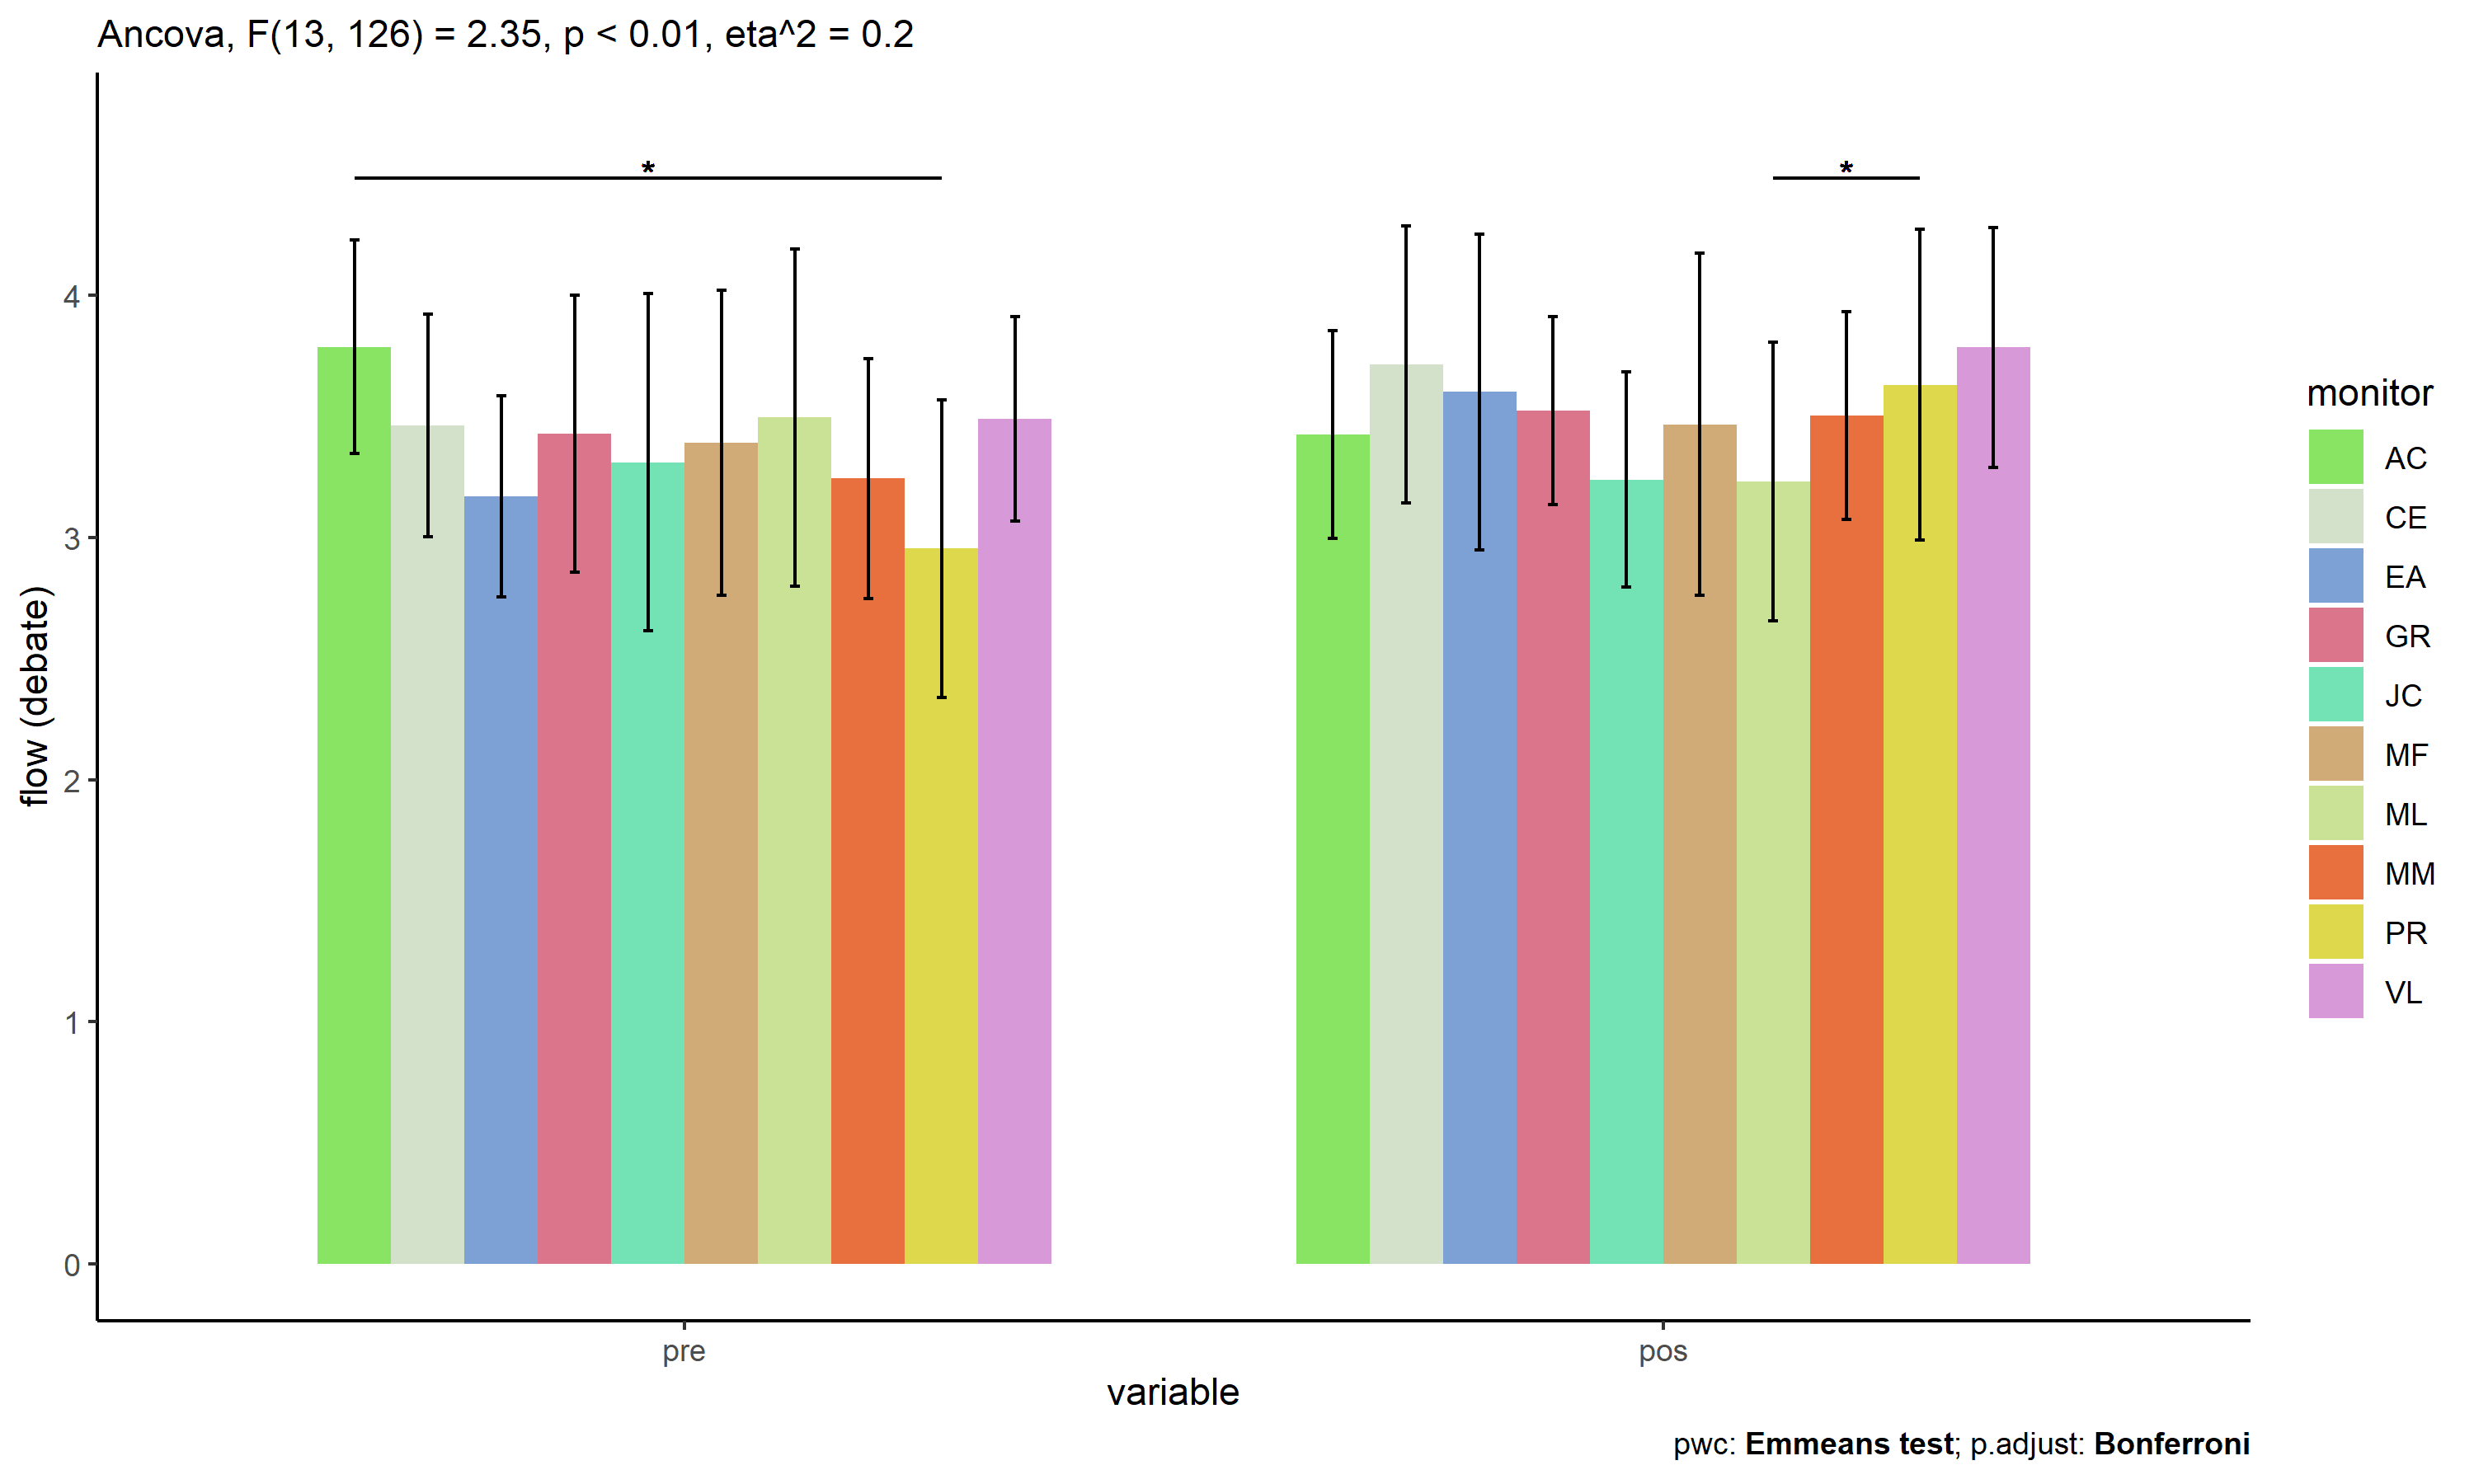 Ancova, F(13, 126) = 2.35, p < 0.01, eta^2 = 0.2
*
*
4
3
2
1
0
flow (debate)
pre
pos
variable
monitor
AC
CE
EA
GR
JC
MF
ML
MM
PR
VL
pwc: Emmeans test; p.adjust: Bonferroni